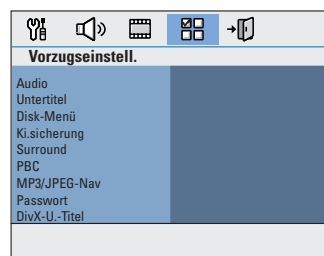 Vorzugseinstell.
Audio
Untertitel
Disk-Menü
Ki.sicherung
Surround
PBC
MP3/JPEG-Nav
Passwort
DivX-U.-Titel